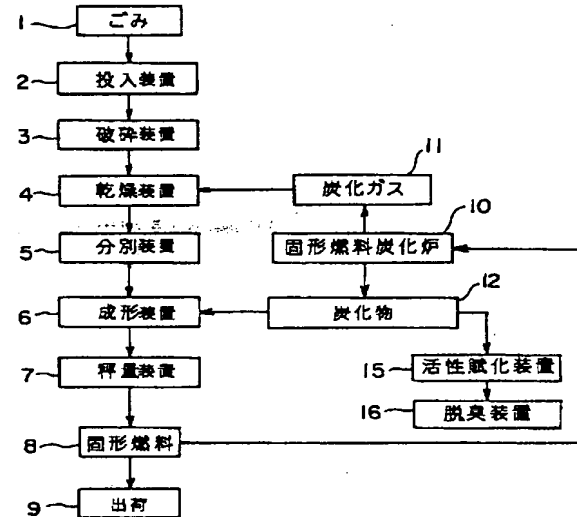 1 ごみ
2 投入装置
3 破砕装置
4 乾燥装置
5 分別装置
6 成形装置
7 秤量装置
8 固形燃料
9 出荷
11 炭化ガス
10 固形燃料炭化炉
12 炭化物
15 活性賦化装置
16 脱臭装置